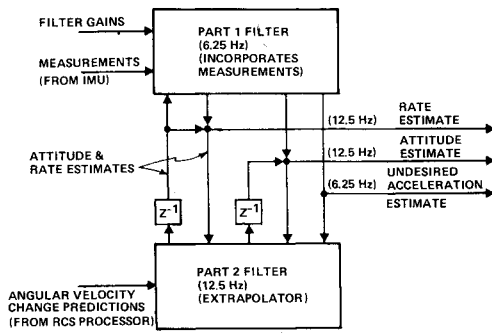 FILTER GAINS
MEASUREMENTS
(FROM IMU)
PART 1 FILTER
(6.25 Hz)
(INCORPORATES
MEASUREMENTS)
(12.5 Hz)
RATE
ESTIMATE
(12.5 Hz)
ATTITUDE
ESTIMATE
(6.25 Hz)
UNDESIRED
ACCELERATION
ESTIMATE
ATTITUDE &
RATE ESTIMATES
Z⁻¹
Z⁻¹
PART 2 FILTER
(12.5 Hz)
(EXTRAPOLATOR)
ANGULAR VELOCITY
CHANGE PREDICTIONS
(FROM RCS PROCESSOR)